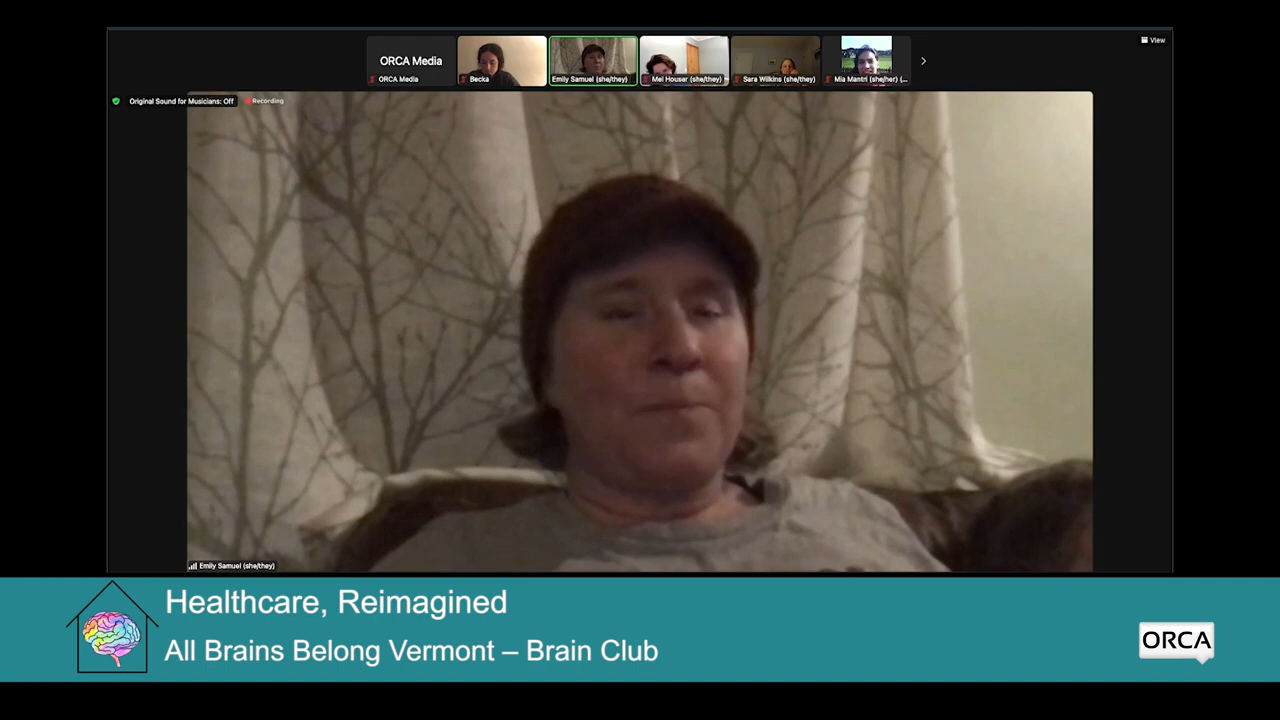 View
ORCA Media
ORCA Media
Becka
Emily Samuel (she/they)
Mel Houser (she/they)
Sara Wilkins (she/they)
Mia Mantri (she/her) (...
Original Sound for Musicians: Off
Recording
Emily Samuel (she/they)
Healthcare, Reimagined
All Brains Belong Vermont – Brain Club
ORCA